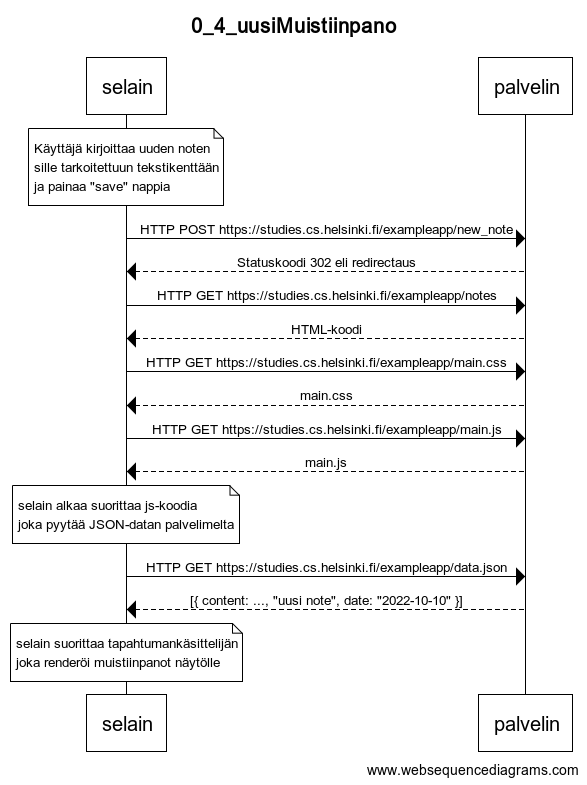 0_4_uusiMuistiinpano
selain
palvelin
Käyttäjä kirjoittaa uuden noten
sille tarkoitettuun tekstikenttään
ja painaa "save" nappia
HTTP POST https://studies.cs.helsinki.fi/exampleapp/new_note
Statuskoodi 302 eli redirectaus
HTTP GET https://studies.cs.helsinki.fi/exampleapp/notes
HTML-koodi
HTTP GET https://studies.cs.helsinki.fi/exampleapp/main.css
main.css
HTTP GET https://studies.cs.helsinki.fi/exampleapp/main.js
main.js
selain alkaa suorittaa js-koodia
joka pyytää JSON-datan palvelimelta
HTTP GET https://studies.cs.helsinki.fi/exampleapp/data.json
[{ content: ..., "uusi note", date: "2022-10-10" }]
selain suorittaa tapahtumankäsittelijän
joka renderöi muistiinpanot näytölle
selain
palvelin
www.websequencediagrams.com